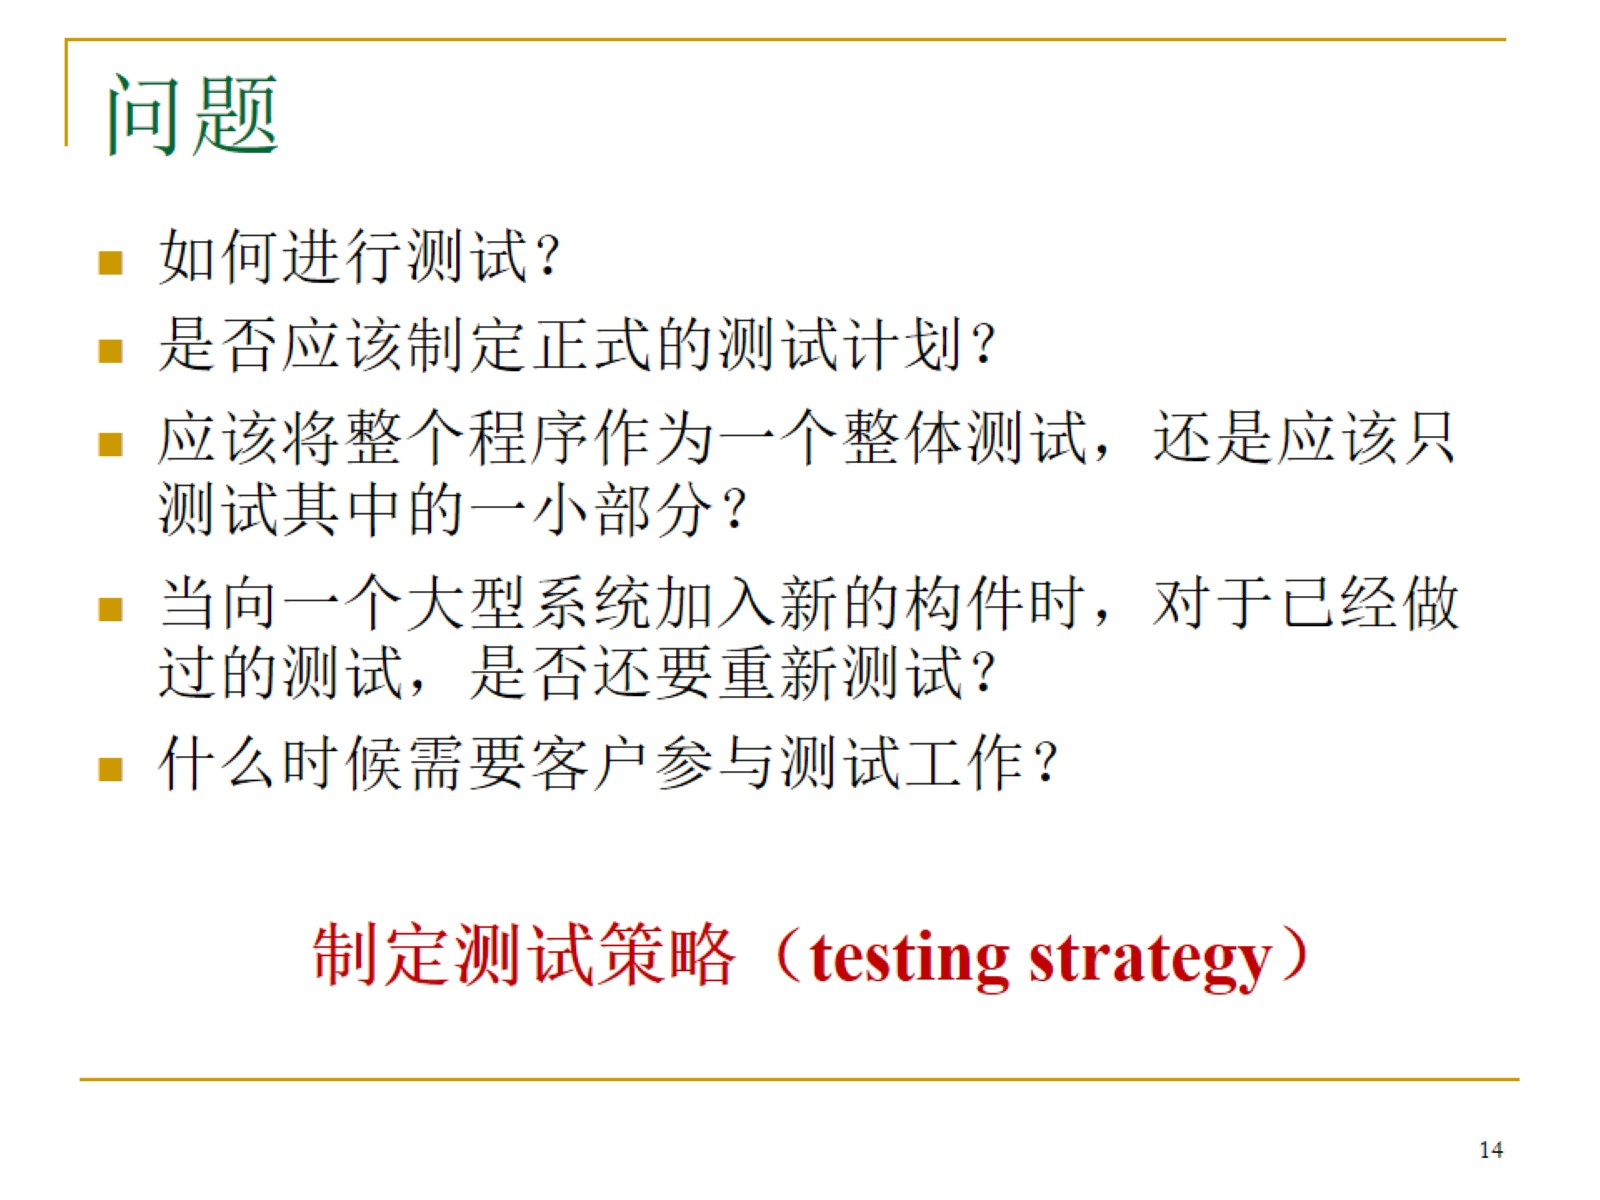 问题
如何进行测试？
是否应该制定正式的测试计划？
应该将整个程序作为一个整体测试，还是应该只
测试其中的一小部分？
当向一个大型系统加入新的构件时，对于已经做
过的测试，是否还要重新测试？
什么时候需要客户参与测试工作？
制定测试策略（testing strategy）
14